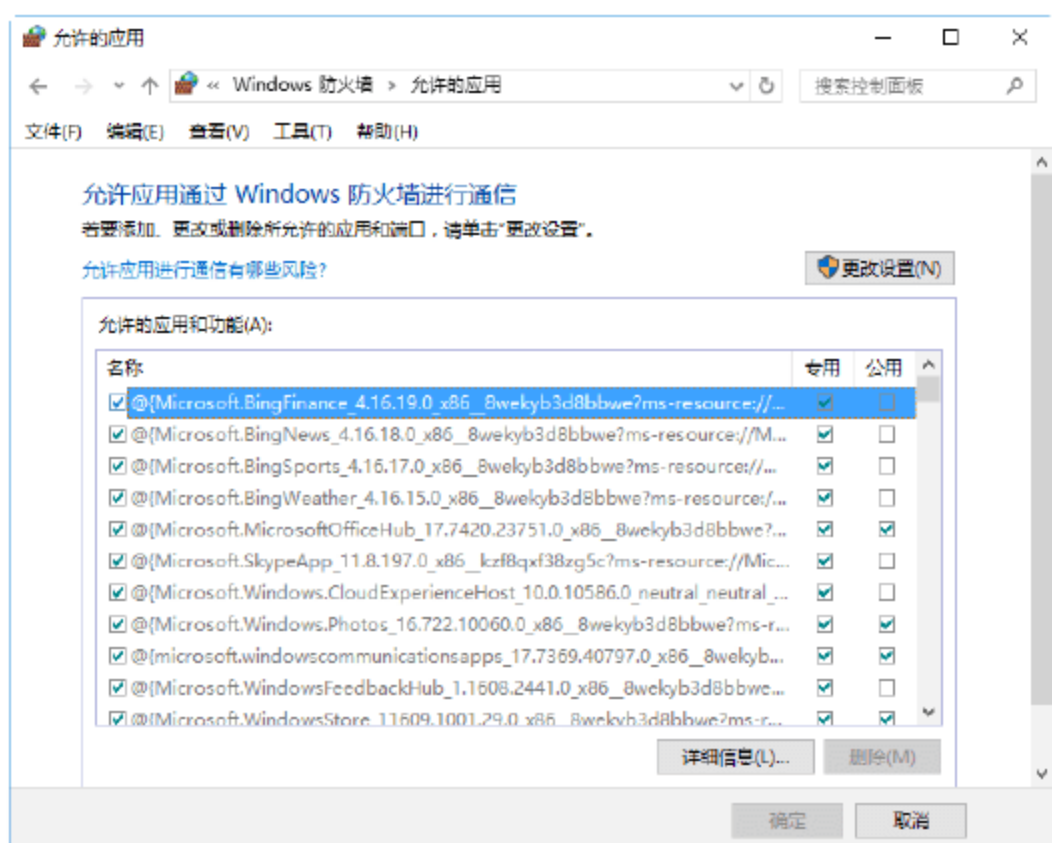 允许的应用
« Windows 防火墙 > 允许的应用
搜索控制面板
文件(F) 编辑(E) 查看(V) 工具(T) 帮助(H)
允许应用通过 Windows 防火墙进行通信
若要添加、更改或删除所允许的应用和端口，请单击"更改设置"。
允许应用进行通信有哪些风险?
更改设置(N)
允许的应用和功能(A):
名称 专用 公用
@{Microsoft.BingFinance_4.16.19.0_x86__8wekyb3d8bbwe?ms-resource://...
@{Microsoft.BingNews_4.16.18.0_x86__8wekyb3d8bbwe?ms-resource://M...
@{Microsoft.BingSports_4.16.17.0_x86__8wekyb3d8bbwe?ms-resource://...
@{Microsoft.BingWeather_4.16.15.0_x86__8wekyb3d8bbwe?ms-resource:/...
@{Microsoft.MicrosoftOfficeHub_17.7420.23751.0_x86__8wekyb3d8bbwe?...
@{Microsoft.SkypeApp_11.8.197.0_x86__kzf8qxf38zg5c?ms-resource://Mic...
@{Microsoft.Windows.CloudExperienceHost_10.0.10586.0_neutral_neutral_...
@{Microsoft.Windows.Photos_16.722.10060.0_x86__8wekyb3d8bbwe?ms-r...
@{microsoft.windowscommunicationsapps_17.7369.40797.0_x86__8wekyb...
@{Microsoft.WindowsFeedbackHub_1.1608.2441.0_x86__8wekyb3d8bbwe...
@{Microsoft.WindowsStore_11609.1001.29.0_x86__8wekyb3d8bbwe?ms-r...
详细信息(L)... 删除(M)
确定 取消